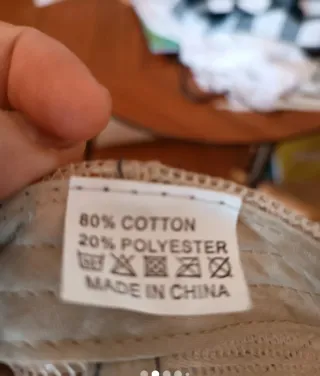 80% COTTON
20% POLYESTER
MADE IN CHINA